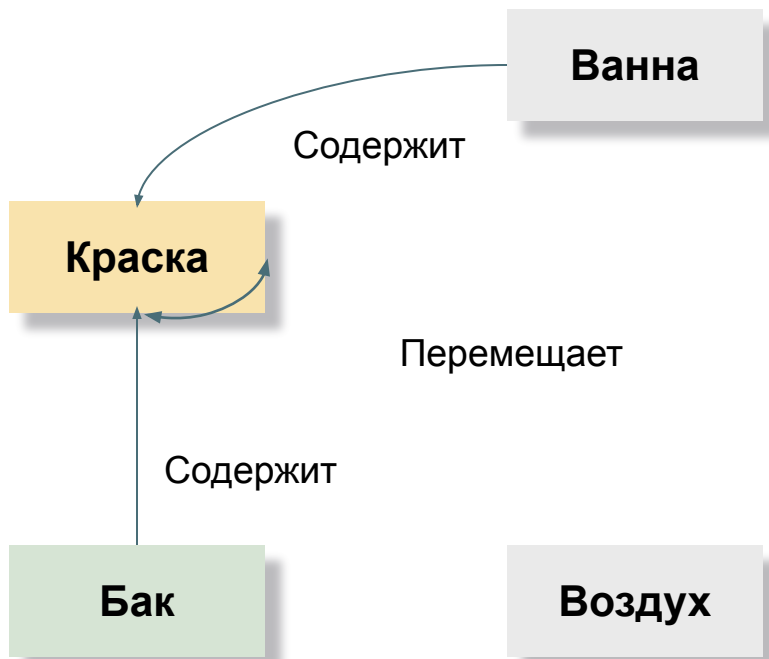 Ванна
Содержит
Краска
Перемещает
Содержит
Бак
Воздух